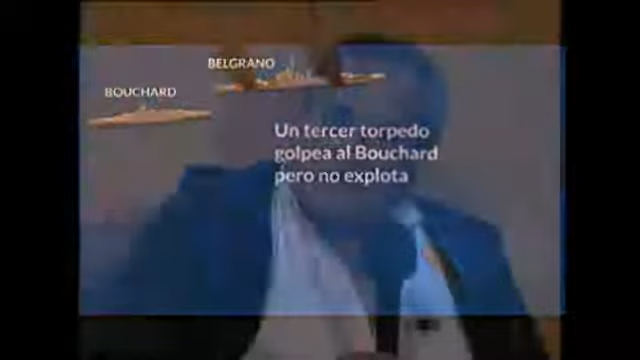 BELGRANO
BOUCHARD
Un tercer torpedo
golpea al Bouchard
pero no explota